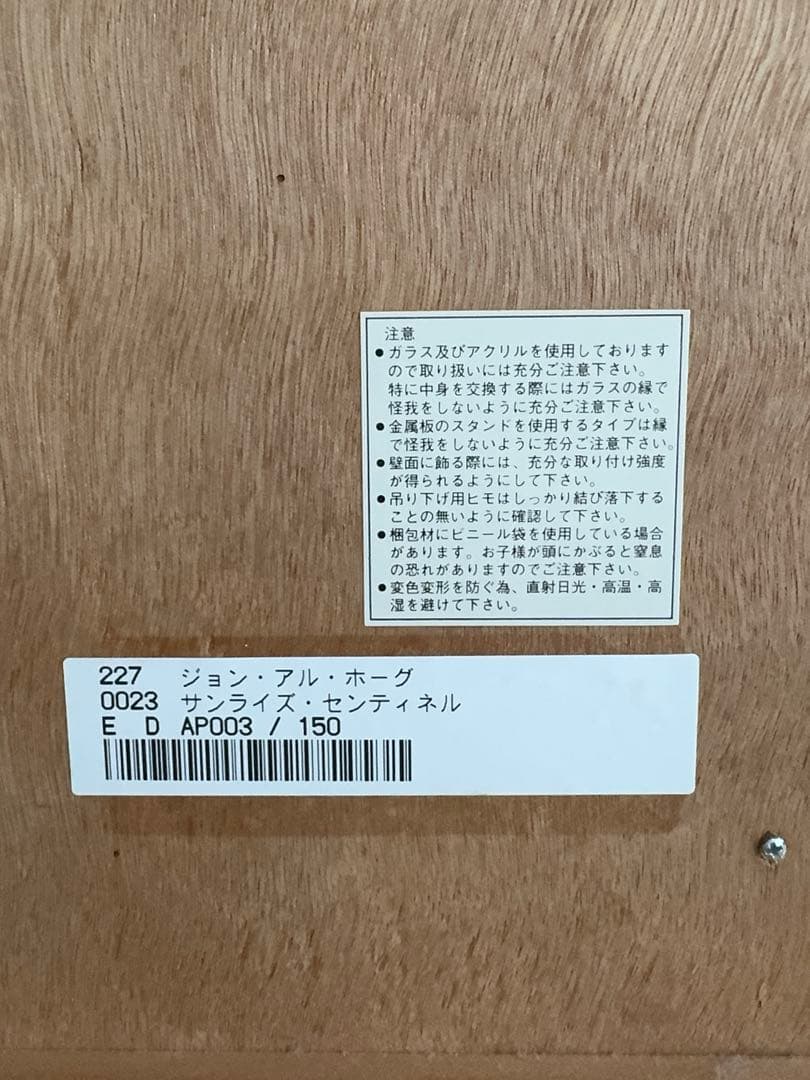 注意
●ガラス及びアクリルを使用しております
ので取り扱いには充分ご注意下さい。
特に中身を交換する際にはガラスの縁で
怪我をしないように充分ご注意下さい。
●金属板のスタンドを使用するタイプは縁
で怪我をしないように充分ご注意下さい。
●壁面に飾る際には、充分な取り付け強度
が得られるようにして下さい。
●吊り下げ用ヒモはしっかり結び落下する
ことの無いように確認して下さい。
●梱包材にビニール袋を使用している場合
があります。お子様が頭にかぶると窒息
の恐れがありますのでご注意下さい。
●変色変形を防ぐ為、直射日光・高温・高
湿を避けて下さい。
227 ジョン・アル・ホーグ
0023 サンライズ・センティネル
E D AP003 / 150